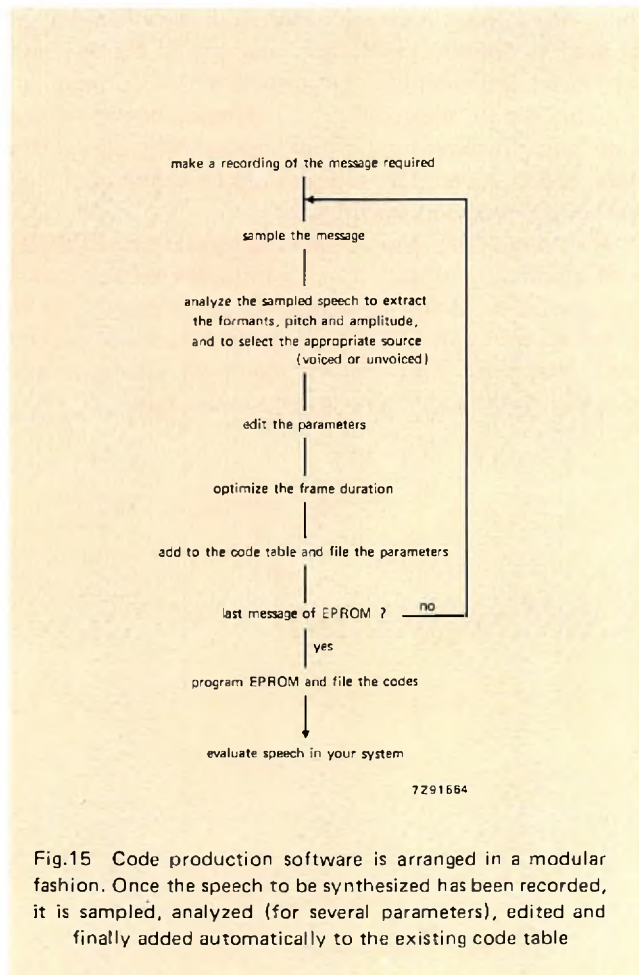 make a recording of the message required
sample the message
analyze the sampled speech to extract
the formants, pitch and amplitude,
and to select the appropriate source
(voiced or unvoiced)
edit the parameters
optimize the frame duration
add to the code table and file the parameters
last message of EPROM ? no
yes
program EPROM and file the codes
evaluate speech in your system
7Z91664
Fig.15 Code production software is arranged in a modular
fashion. Once the speech to be synthesized has been recorded,
it is sampled, analyzed (for several parameters), edited and
finally added automatically to the existing code table